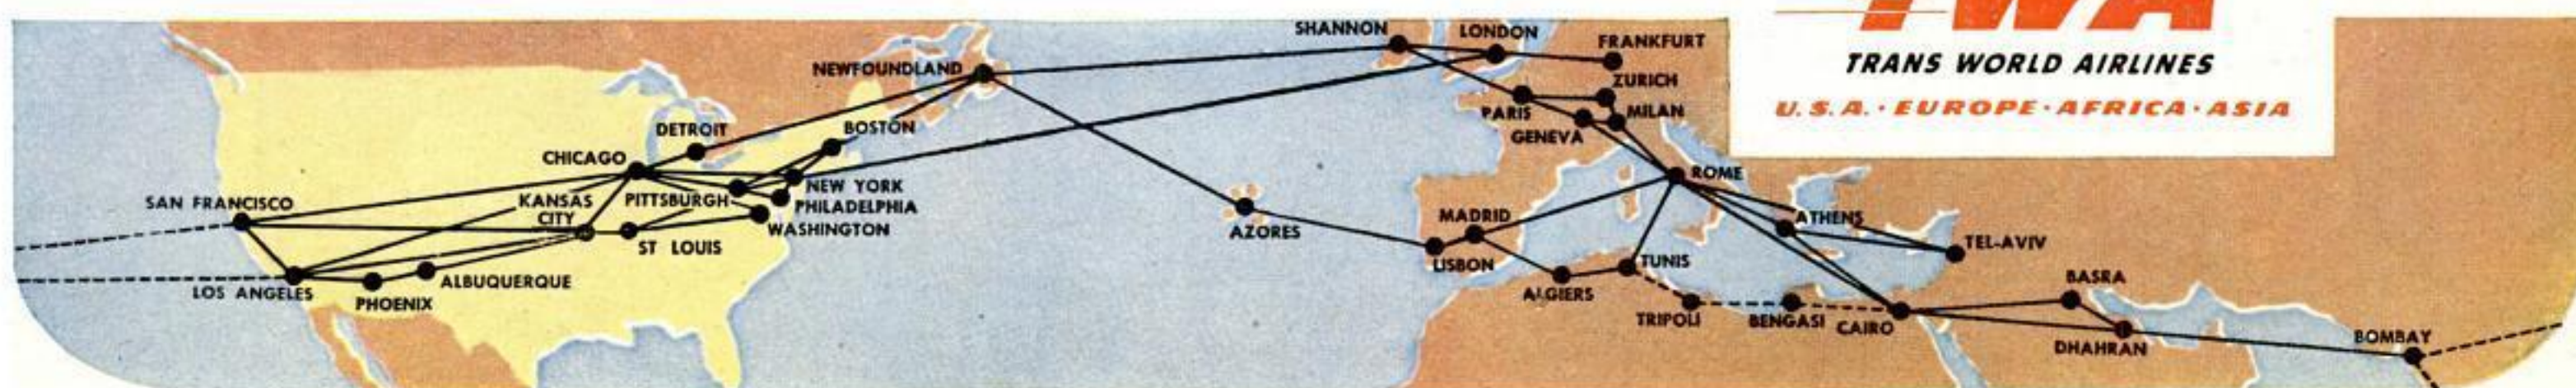 TWA
TRANS WORLD AIRLINES
U.S.A. · EUROPE · AFRICA · ASIA
SHANNON
LONDON
FRANKFURT
NEWFOUNDLAND
ZURICH
PARIS
MILAN
GENEVA
DETROIT
BOSTON
CHICAGO
ROME
SAN FRANCISCO
KANSAS
CITY
PITTSBURGH
NEW YORK
PHILADELPHIA
WASHINGTON
ST LOUIS
AZORES
MADRID
LISBON
ATHENS
TEL-AVIV
LOS ANGELES
PHOENIX
ALBUQUERQUE
ALGIERS
TUNIS
TRIPOLI
BENGASI
CAIRO
BASRA
DHAHRAN
BOMBAY